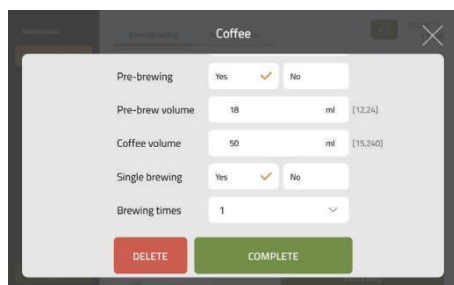 Coffee
Pre-brewing Yes No
Pre-brew volume 18 ml [12,24]
Coffee volume 50 ml [15,240]
Single brewing Yes No
Brewing times 1
DELETE COMPLETE